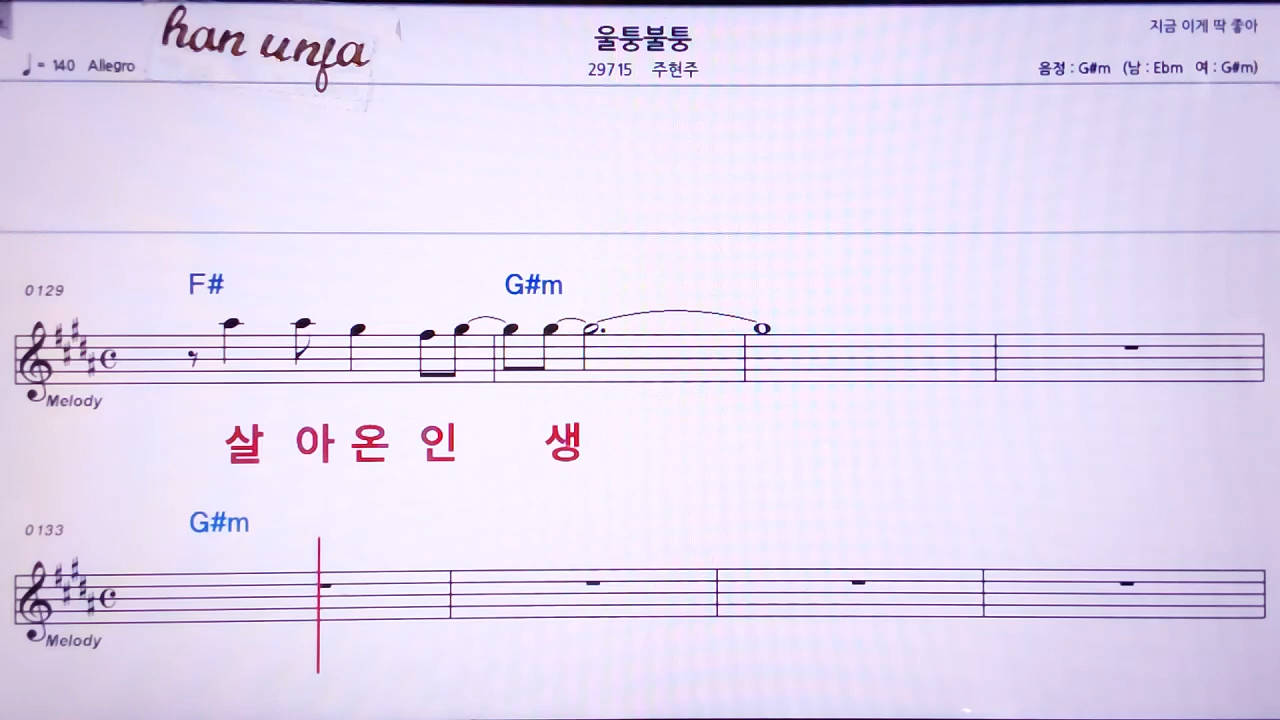 han unfa
울퉁불퉁
지금 이게 딱 좋아
♩= 140 Allegro
29715 주현주
음정 : G#m (남 : Ebm 여 : G#m)
0129
F# G#m
Melody
살 아 온 인 생
0133
G#m
Melody